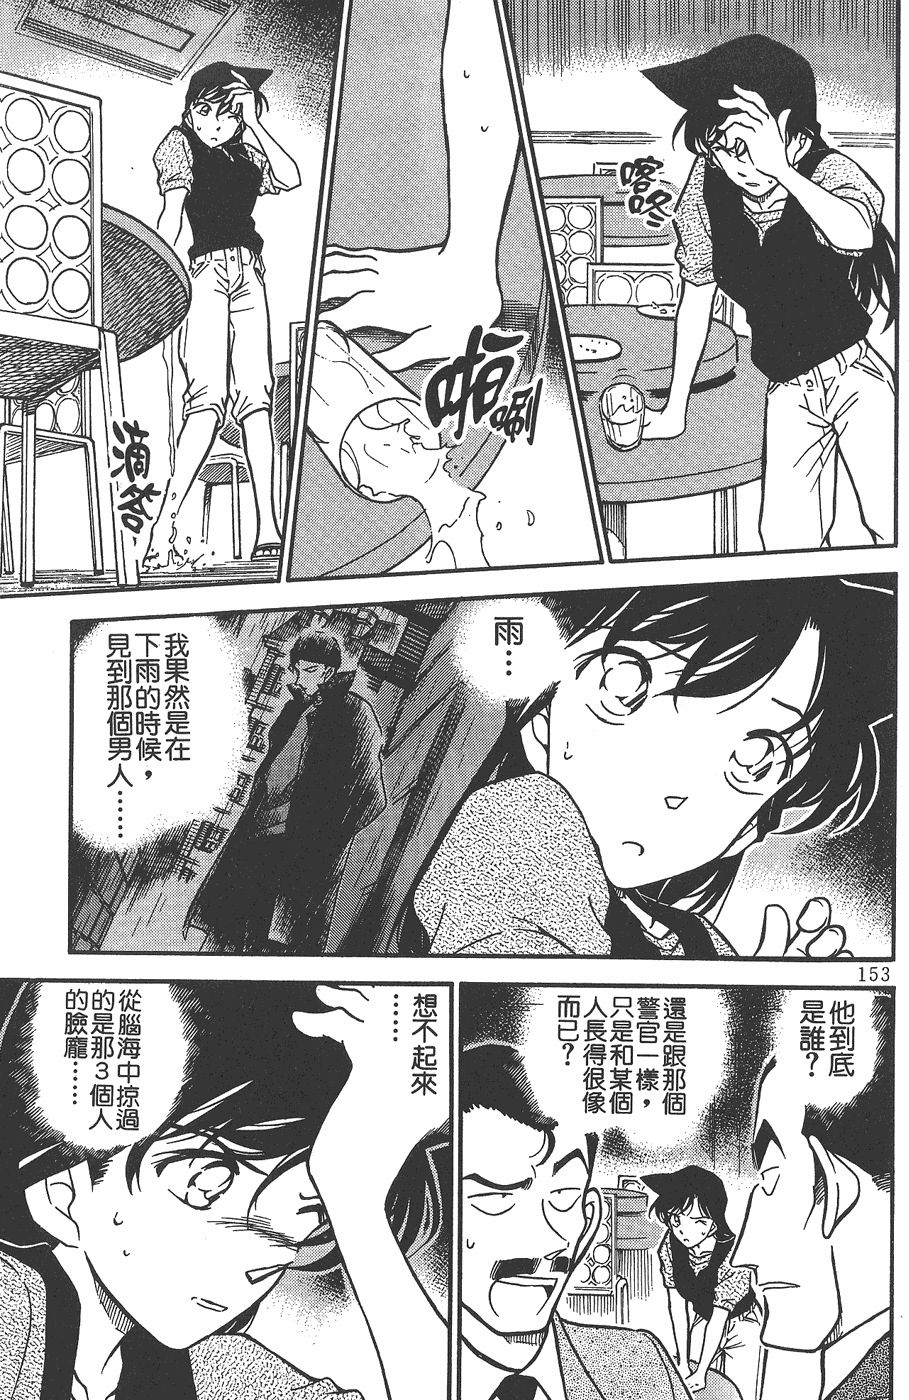 喀咚
啪唰
滴答
雨…
我果然是在
下雨的時候，
見到那個男
人……
153
他到底
是誰？
還是跟那個
警官一樣，
只是和某個
人長得很像
而已？
想不起來
……
從腦海中掠過
的是那3個人
的臉龐……